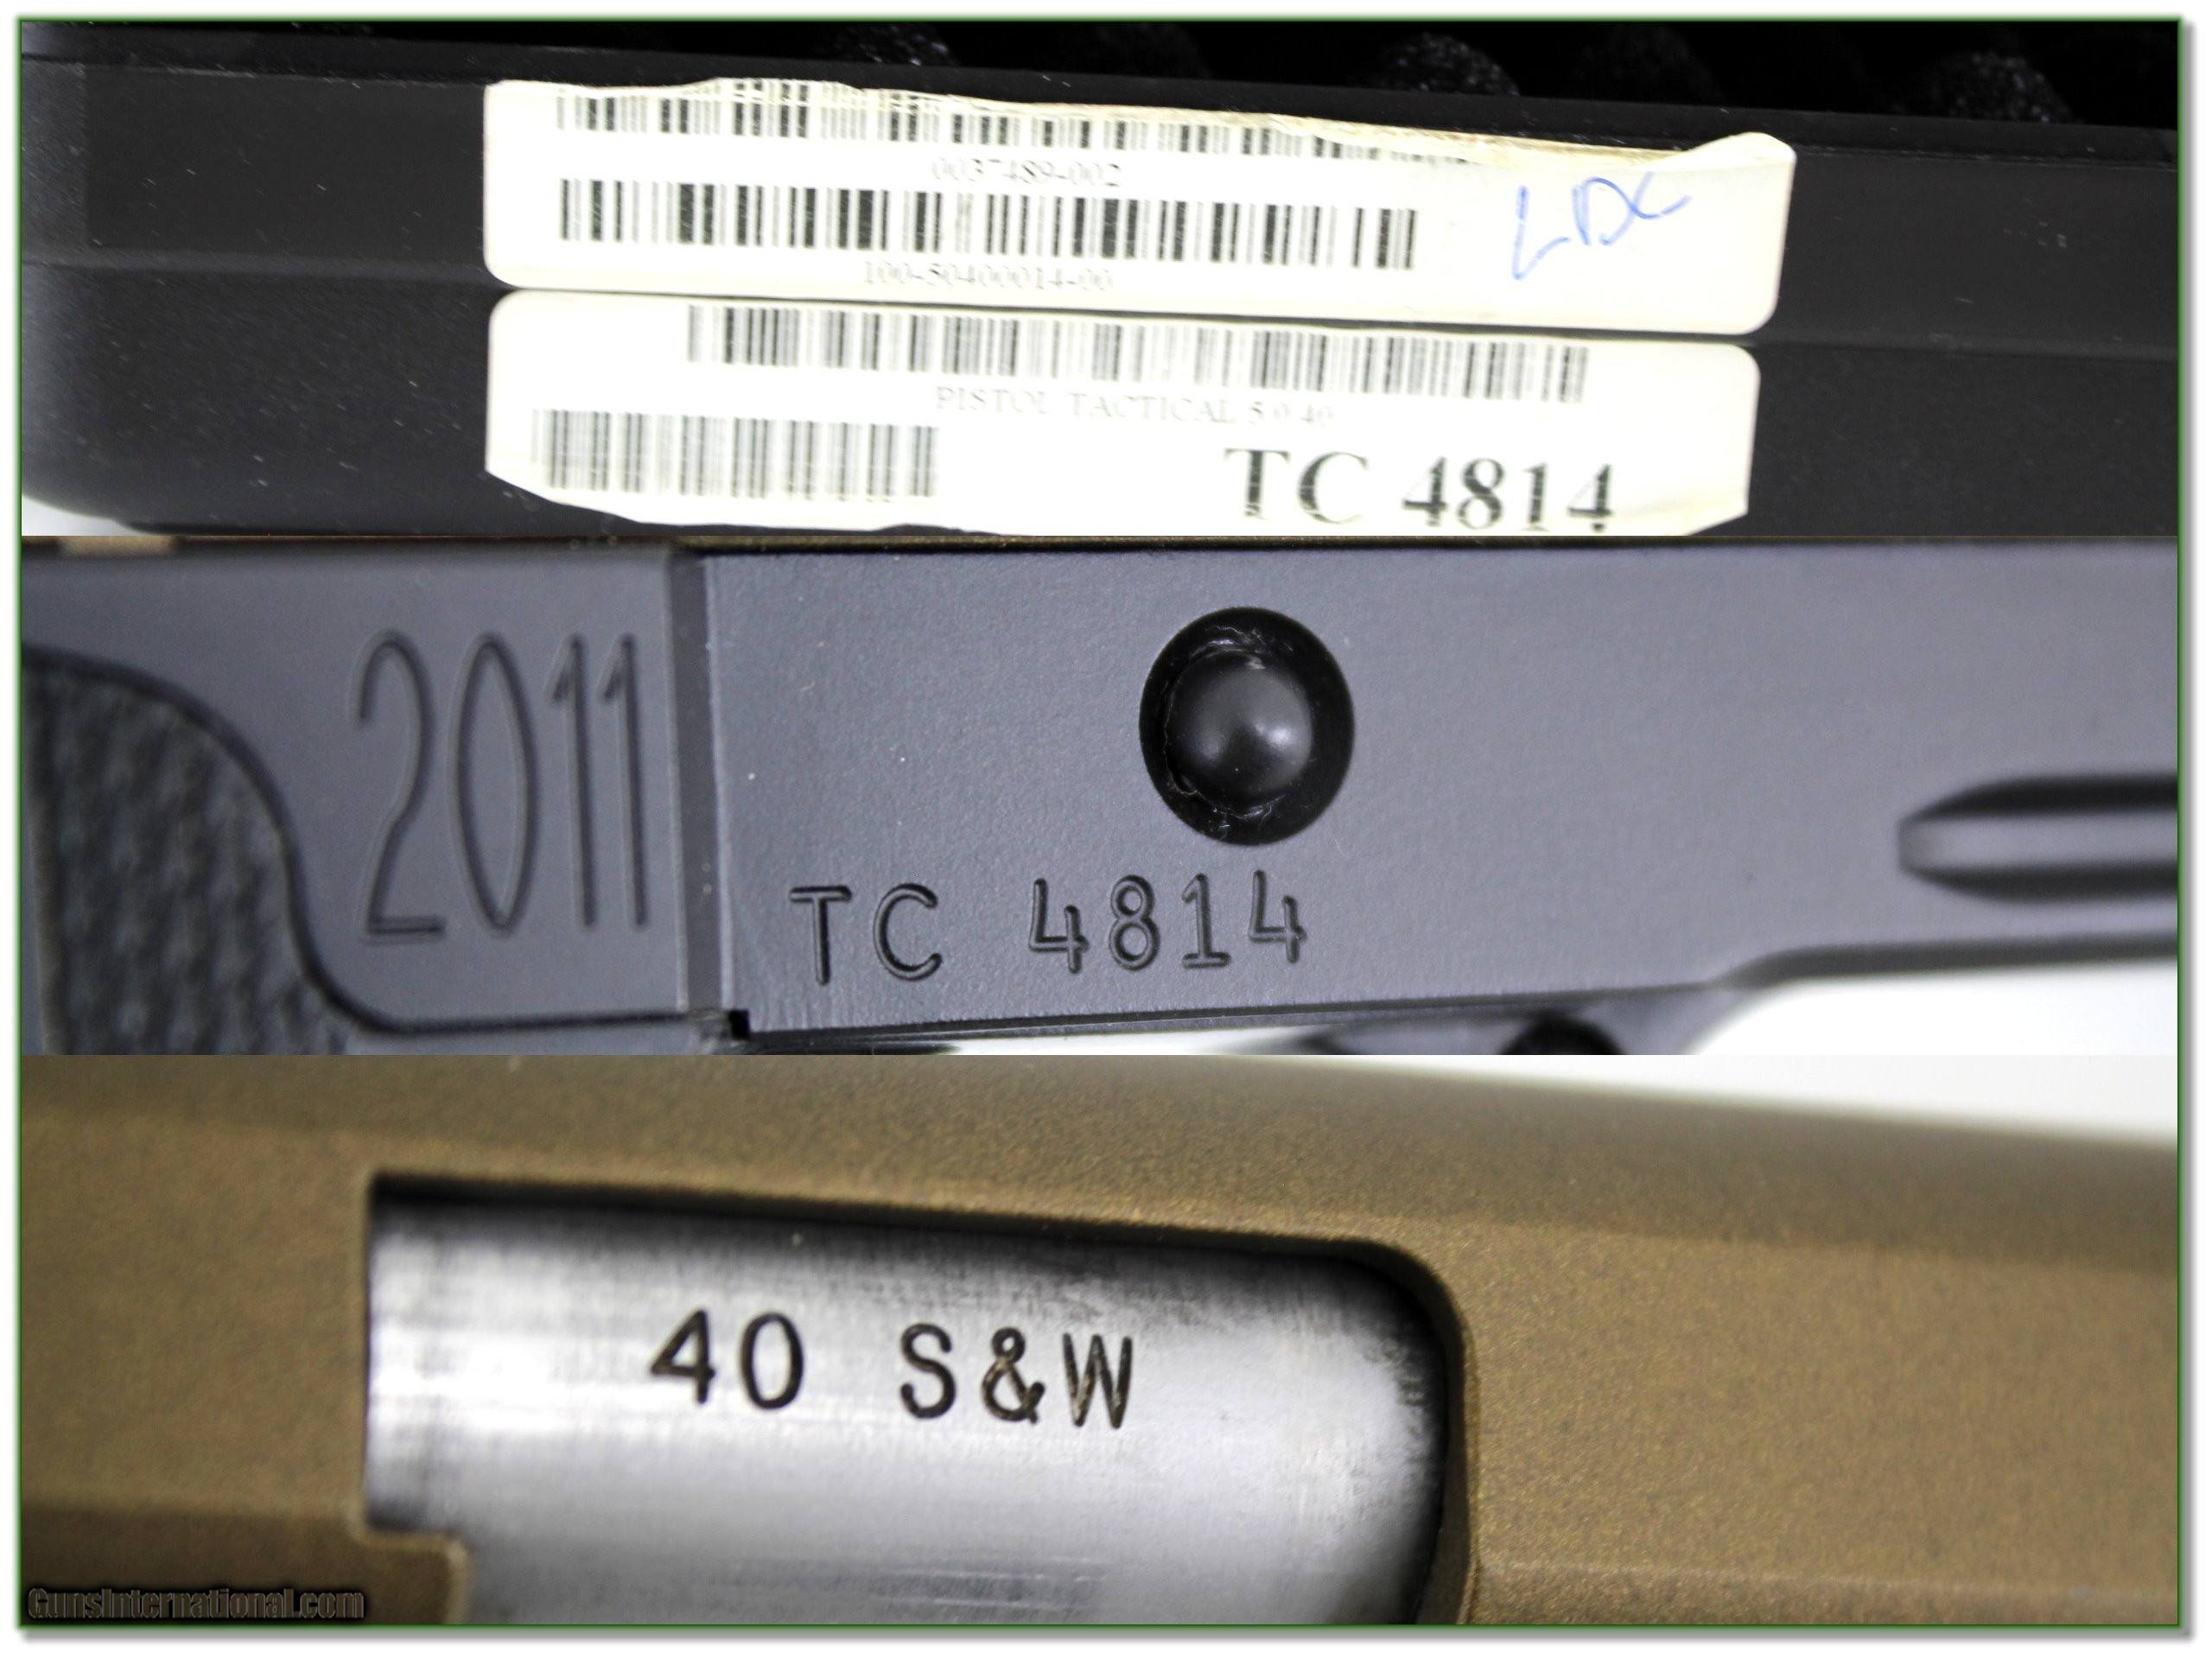 0037489-002
LDC
100-50400014-00
PISTOL TACTICAL 5.0 40
TC 4814
2011
TC 4814
40 S&W
GunsInternational.com